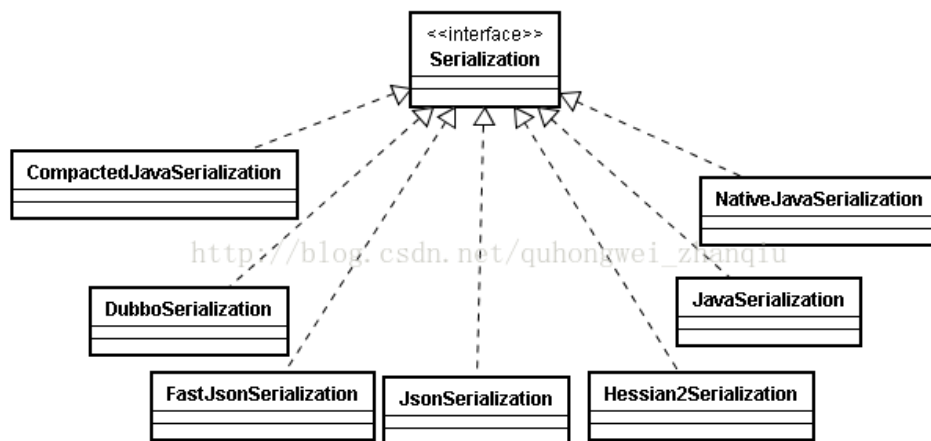 <<interface>>
Serialization
CompactedJavaSerialization
NativeJavaSerialization
http://blog.csdn.net/quhongwei_zhanqiu
DubboSerialization
JavaSerialization
FastJsonSerialization
JsonSerialization
Hessian2Serialization